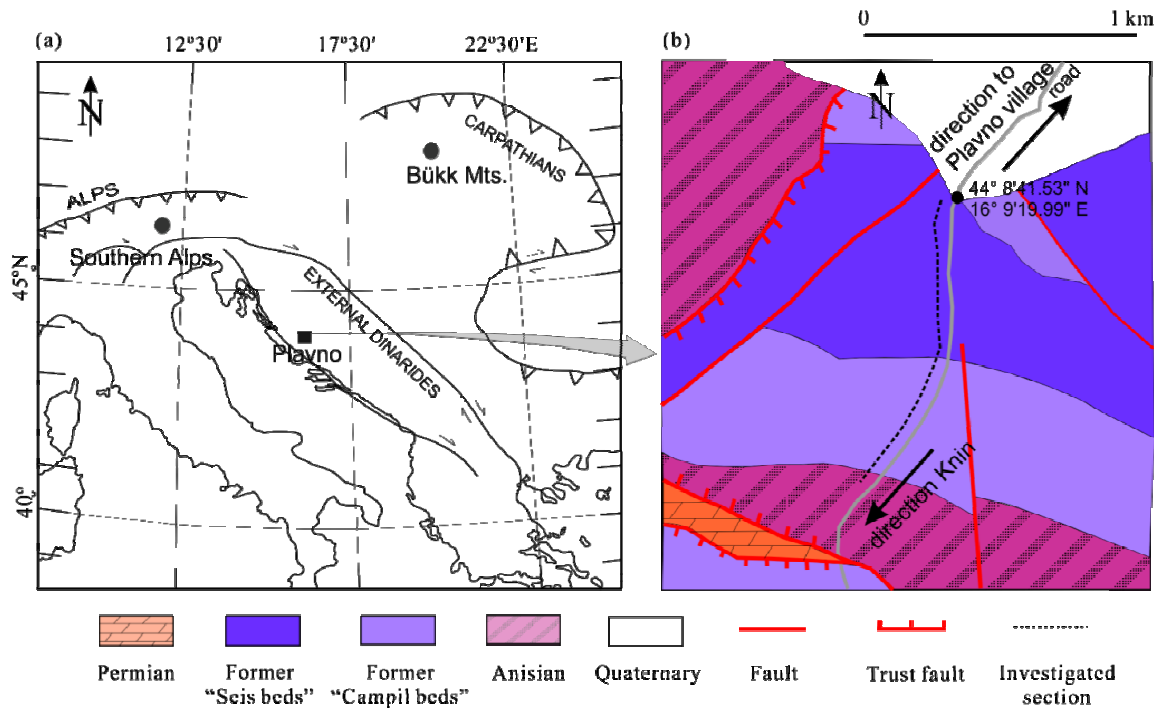 (a)
12°30'
17°30'
22°30'E
N
CARPATHIANS
Bükk Mts.
ALPS
Southern Alps
45°N
EXTERNAL DINARIDES
Plavno
40°
0
1 km
(b)
N
direction to
Plavno village
road
44° 8'41.53" N
16° 9'19.99" E
direction Knin
Permian
Former
"Seis beds"
Former
"Campil beds"
Anisian
Quaternary
Fault
Trust fault
Investigated
section